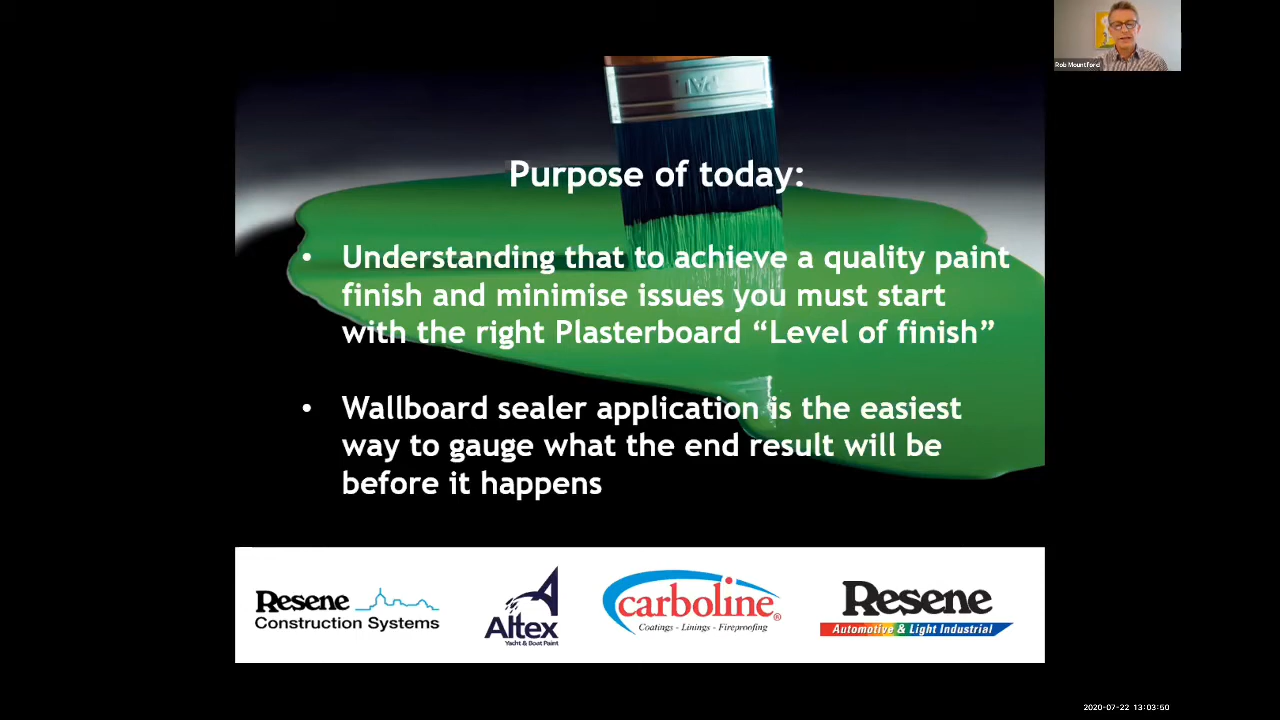 Rob Mountford
Purpose of today:
• Understanding that to achieve a quality paint
finish and minimise issues you must start
with the right Plasterboard “Level of finish”
• Wallboard sealer application is the easiest
way to gauge what the end result will be
before it happens
Resene
Construction Systems
Altex
Yacht & Boat Paint
carboline®
Coatings - Linings - Fireproofing
Resene
Automotive & Light Industrial
2020-07-22 13:03:50